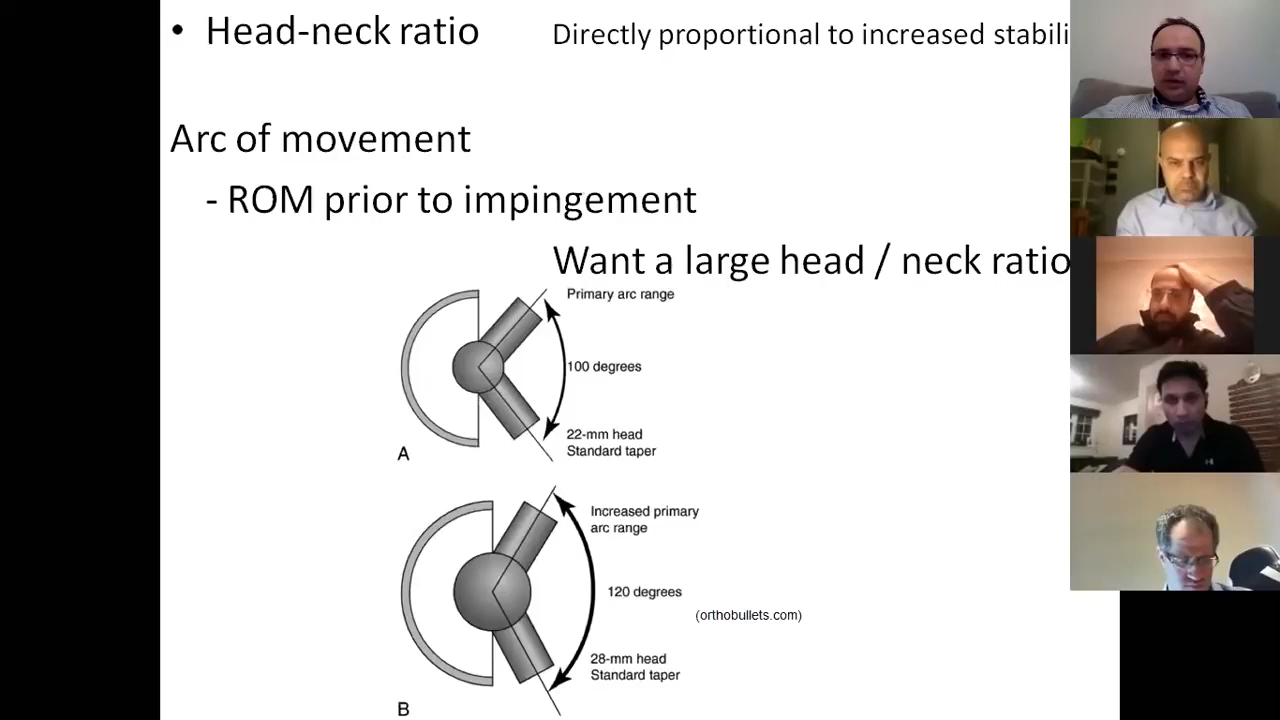 • Head-neck ratio
Directly proportional to increased stabili
Arc of movement
- ROM prior to impingement
Want a large head / neck ratio
Primary arc range
100 degrees
22-mm head
Standard taper
A
Increased primary
arc range
120 degrees
(orthobullets.com)
28-mm head
Standard taper
B